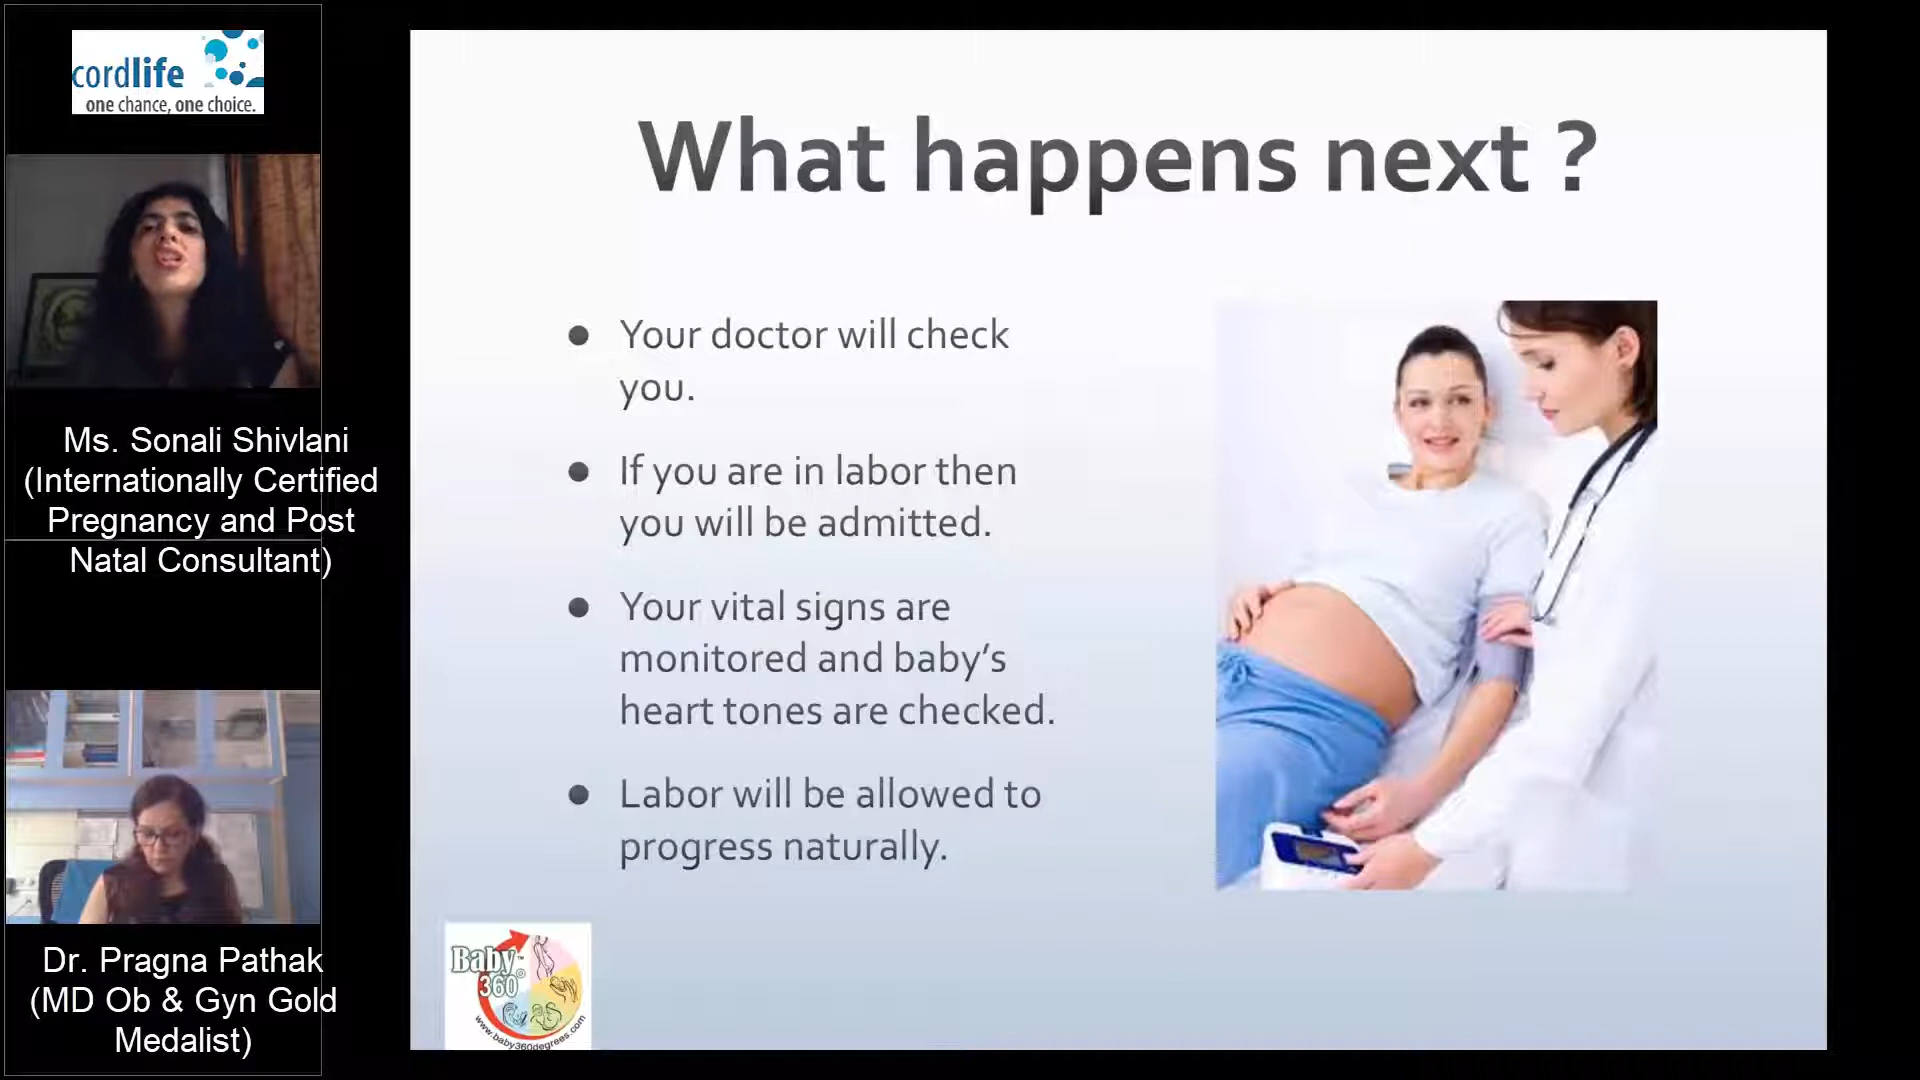 cordlife
one chance, one choice.
Ms. Sonali Shivlani
(Internationally Certified
Pregnancy and Post
Natal Consultant)
Dr. Pragna Pathak
(MD Ob & Gyn Gold
Medalist)
What happens next ?
● Your doctor will check
you.
● If you are in labor then
you will be admitted.
● Your vital signs are
monitored and baby’s
heart tones are checked.
● Labor will be allowed to
progress naturally.
Baby™
360°
www.baby360degrees.com